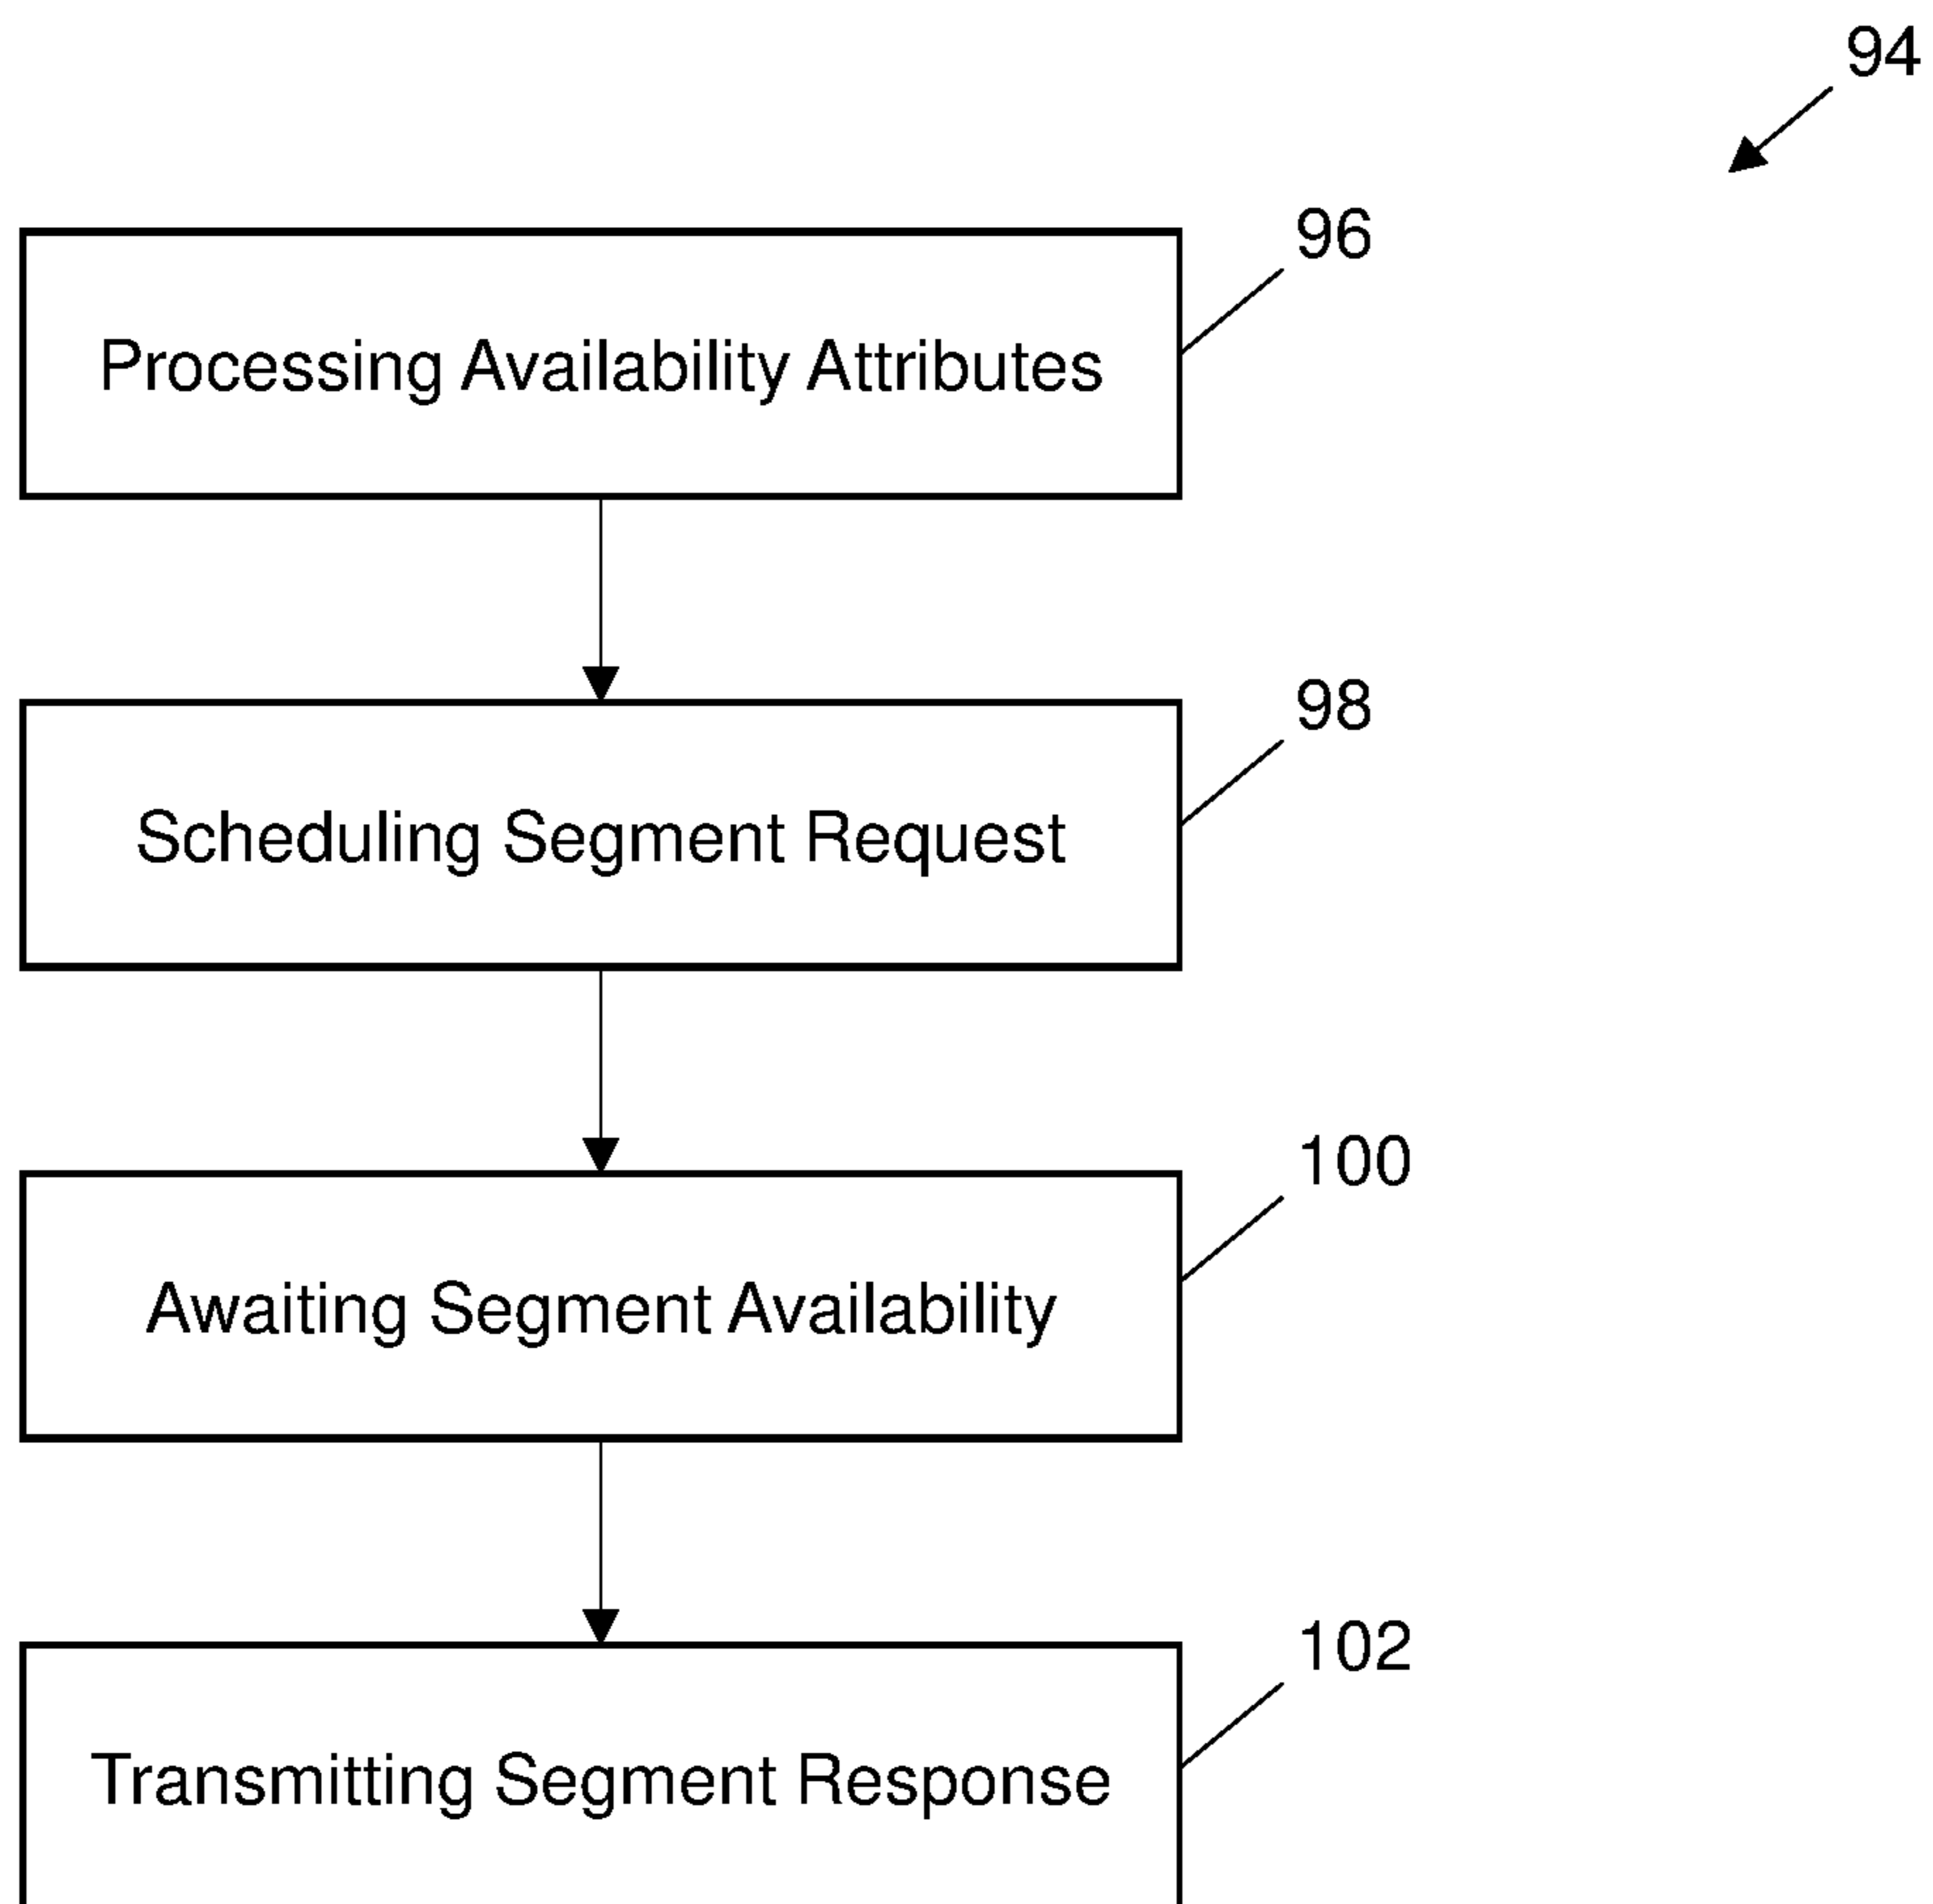 94
96
Processing Availability Attributes
98
Scheduling Segment Request
100
Awaiting Segment Availability
102
Transmitting Segment Response